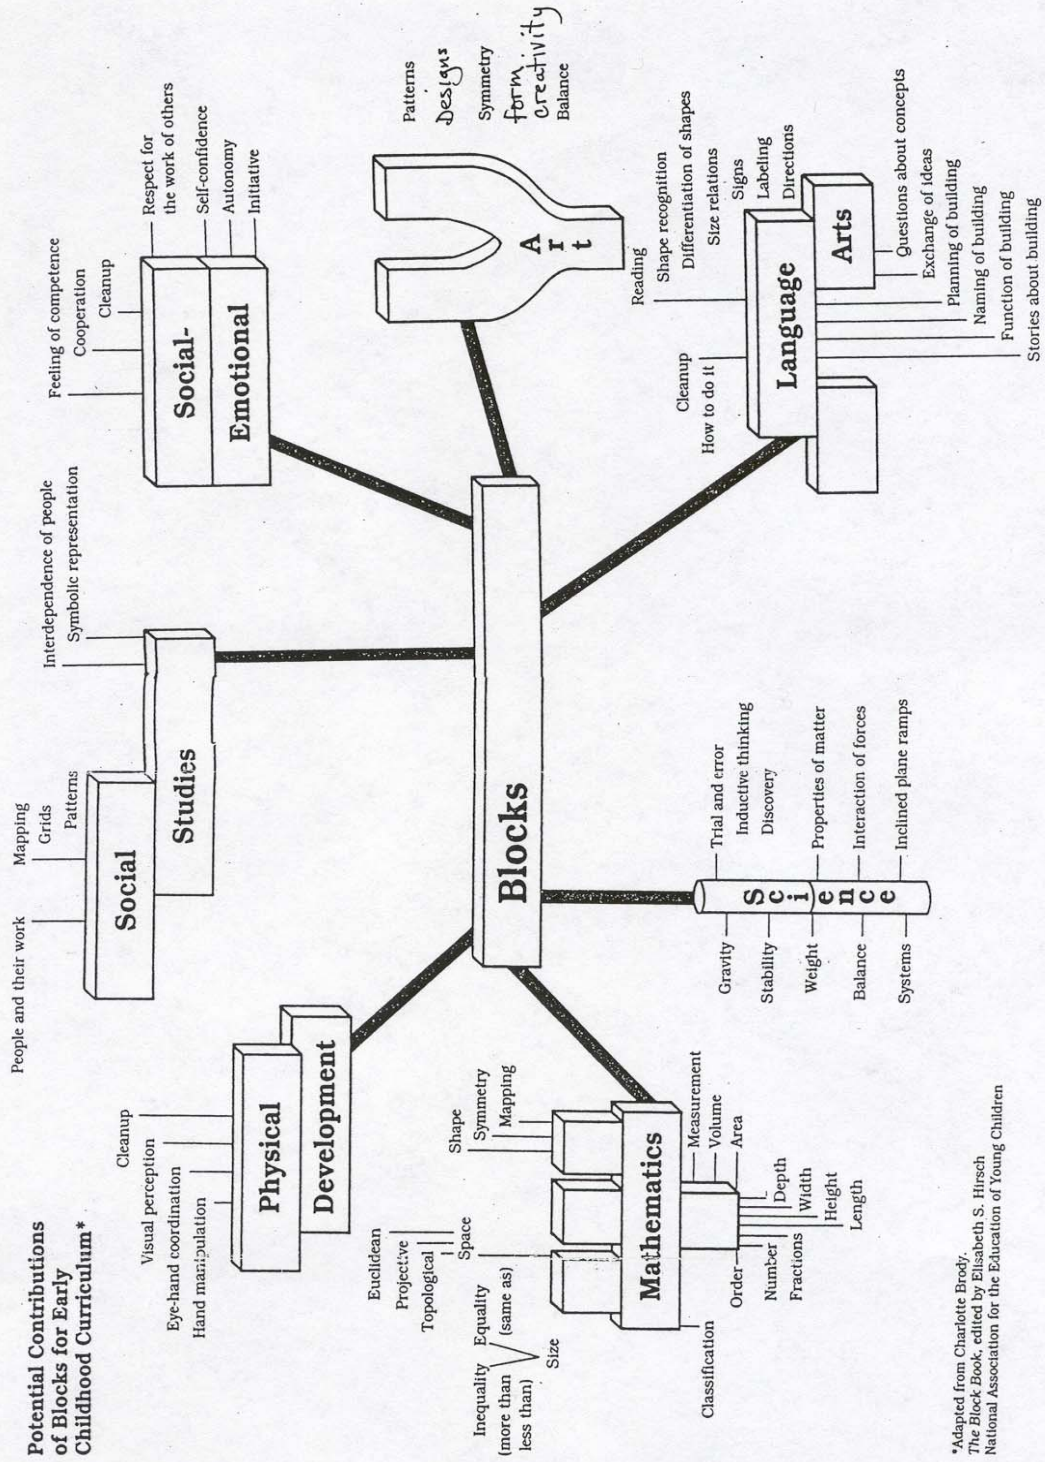 Potential Contributions
of Blocks for Early
Childhood Curriculum*
People and their work
Mapping
Grids
Patterns
Social
Studies
Interdependence of people
Symbolic representation
Feeling of competence
Cooperation
Cleanup
Social-
Emotional
Respect for
the work of others
Self-confidence
Autonomy
Initiative
Cleanup
Visual perception
Eye-hand coordination
Hand manipulation
Physical
Development
Art
Patterns
Designs
Symmetry
form
creativity
Balance
Blocks
Euclidean
Projective
Topological
Space
Shape
Symmetry
Mapping
Inequality
(more than
less than)
Equality
(same as)
Size
Mathematics
Classification
Order
Number
Fractions
Measurement
Volume
Area
Depth
Width
Height
Length
Science
Gravity
Stability
Weight
Balance
Systems
Trial and error
Inductive thinking
Discovery
Properties of matter
Interaction of forces
Inclined plane ramps
Cleanup
How to do it
Reading
Shape recognition
Differentiation of shapes
Size relations
Signs
Labeling
Directions
Language
Arts
Questions about concepts
Exchange of ideas
Planning of building
Naming of building
Function of building
Stories about building
*Adapted from Charlotte Brody.
The Block Book, edited by Elisabeth S. Hirsch
National Association for the Education of Young Children